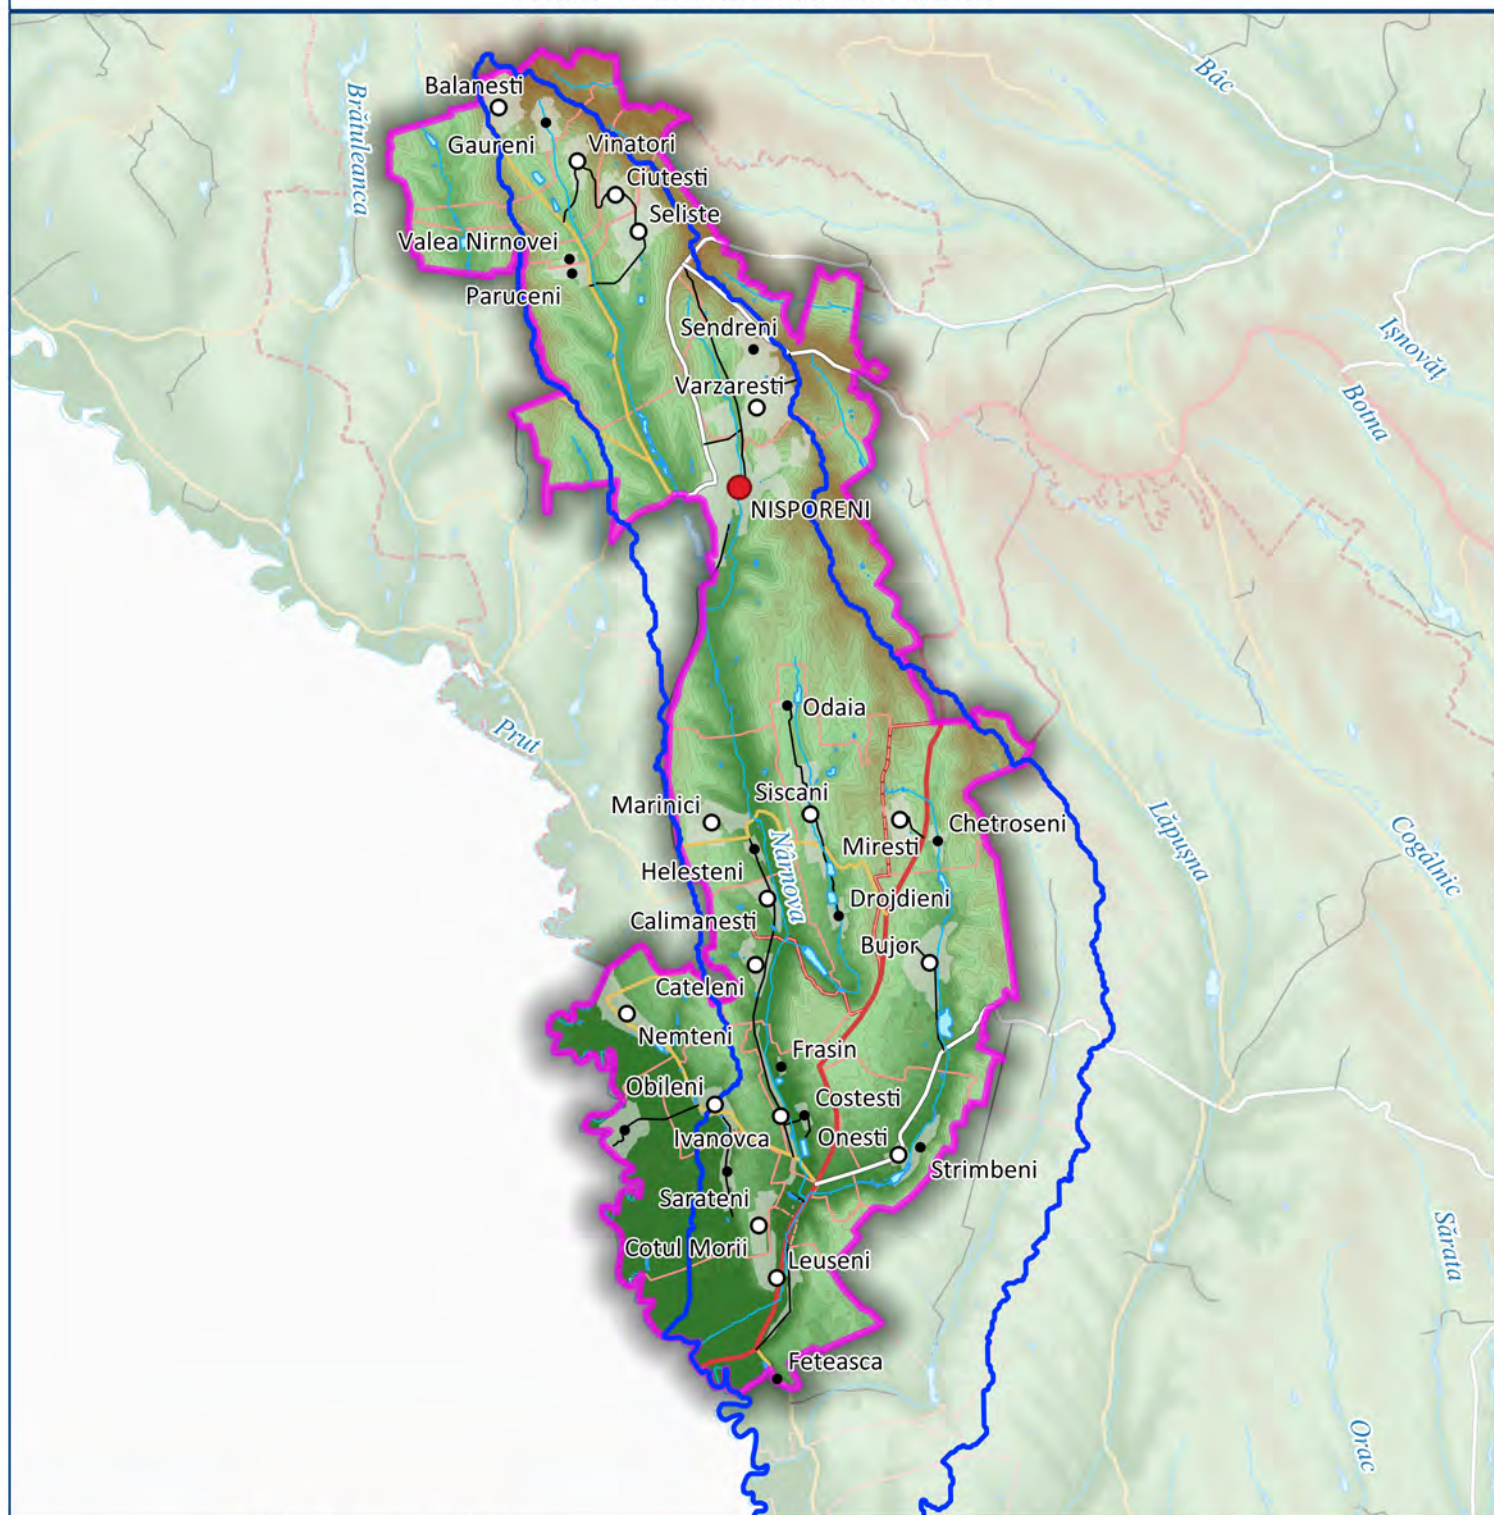 Bâc
Balanesti
Brătuleanca
Gaureni
Vinatori
Ciutesti
Seliste
Valea Nirnovei
Paruceni
Sendreni
Ișnovăț
Varzaresti
Botna
NISPORENI
Odaia
Prut
Siscani
Marinici
Miresti
Chetroseni
Lăpușna
Cogâlnic
Nârnova
Helesteni
Drojdieni
Calimanesti
Bujor
Cateleni
Nemteni
Frasin
Obileni
Costesti
Ivanovca
Onesti
Strimbeni
Sarateni
Cotul Morii
Leuseni
Sărata
Feteasca
Orac